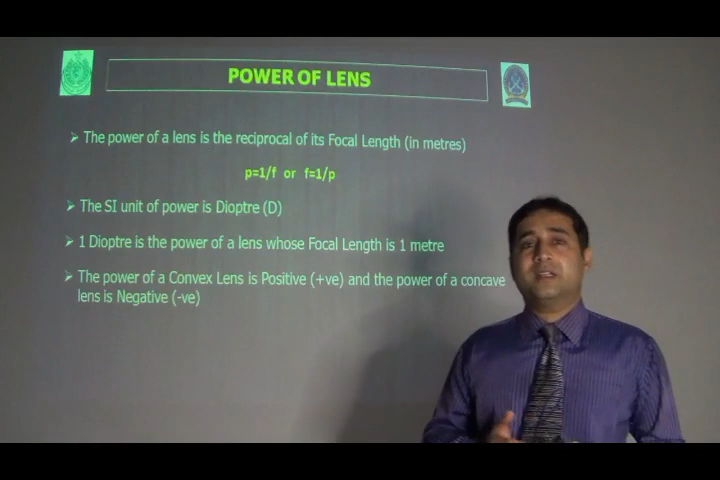 POWER OF LENS
➢ The power of a lens is the reciprocal of its Focal Length (in metres)
p=1/f or f=1/p
➢ The SI unit of power is Dioptre (D)
➢ 1 Dioptre is the power of a lens whose Focal Length is 1 metre
➢ The power of a Convex Lens is Positive (+ve) and the power of a concave
lens is Negative (-ve)